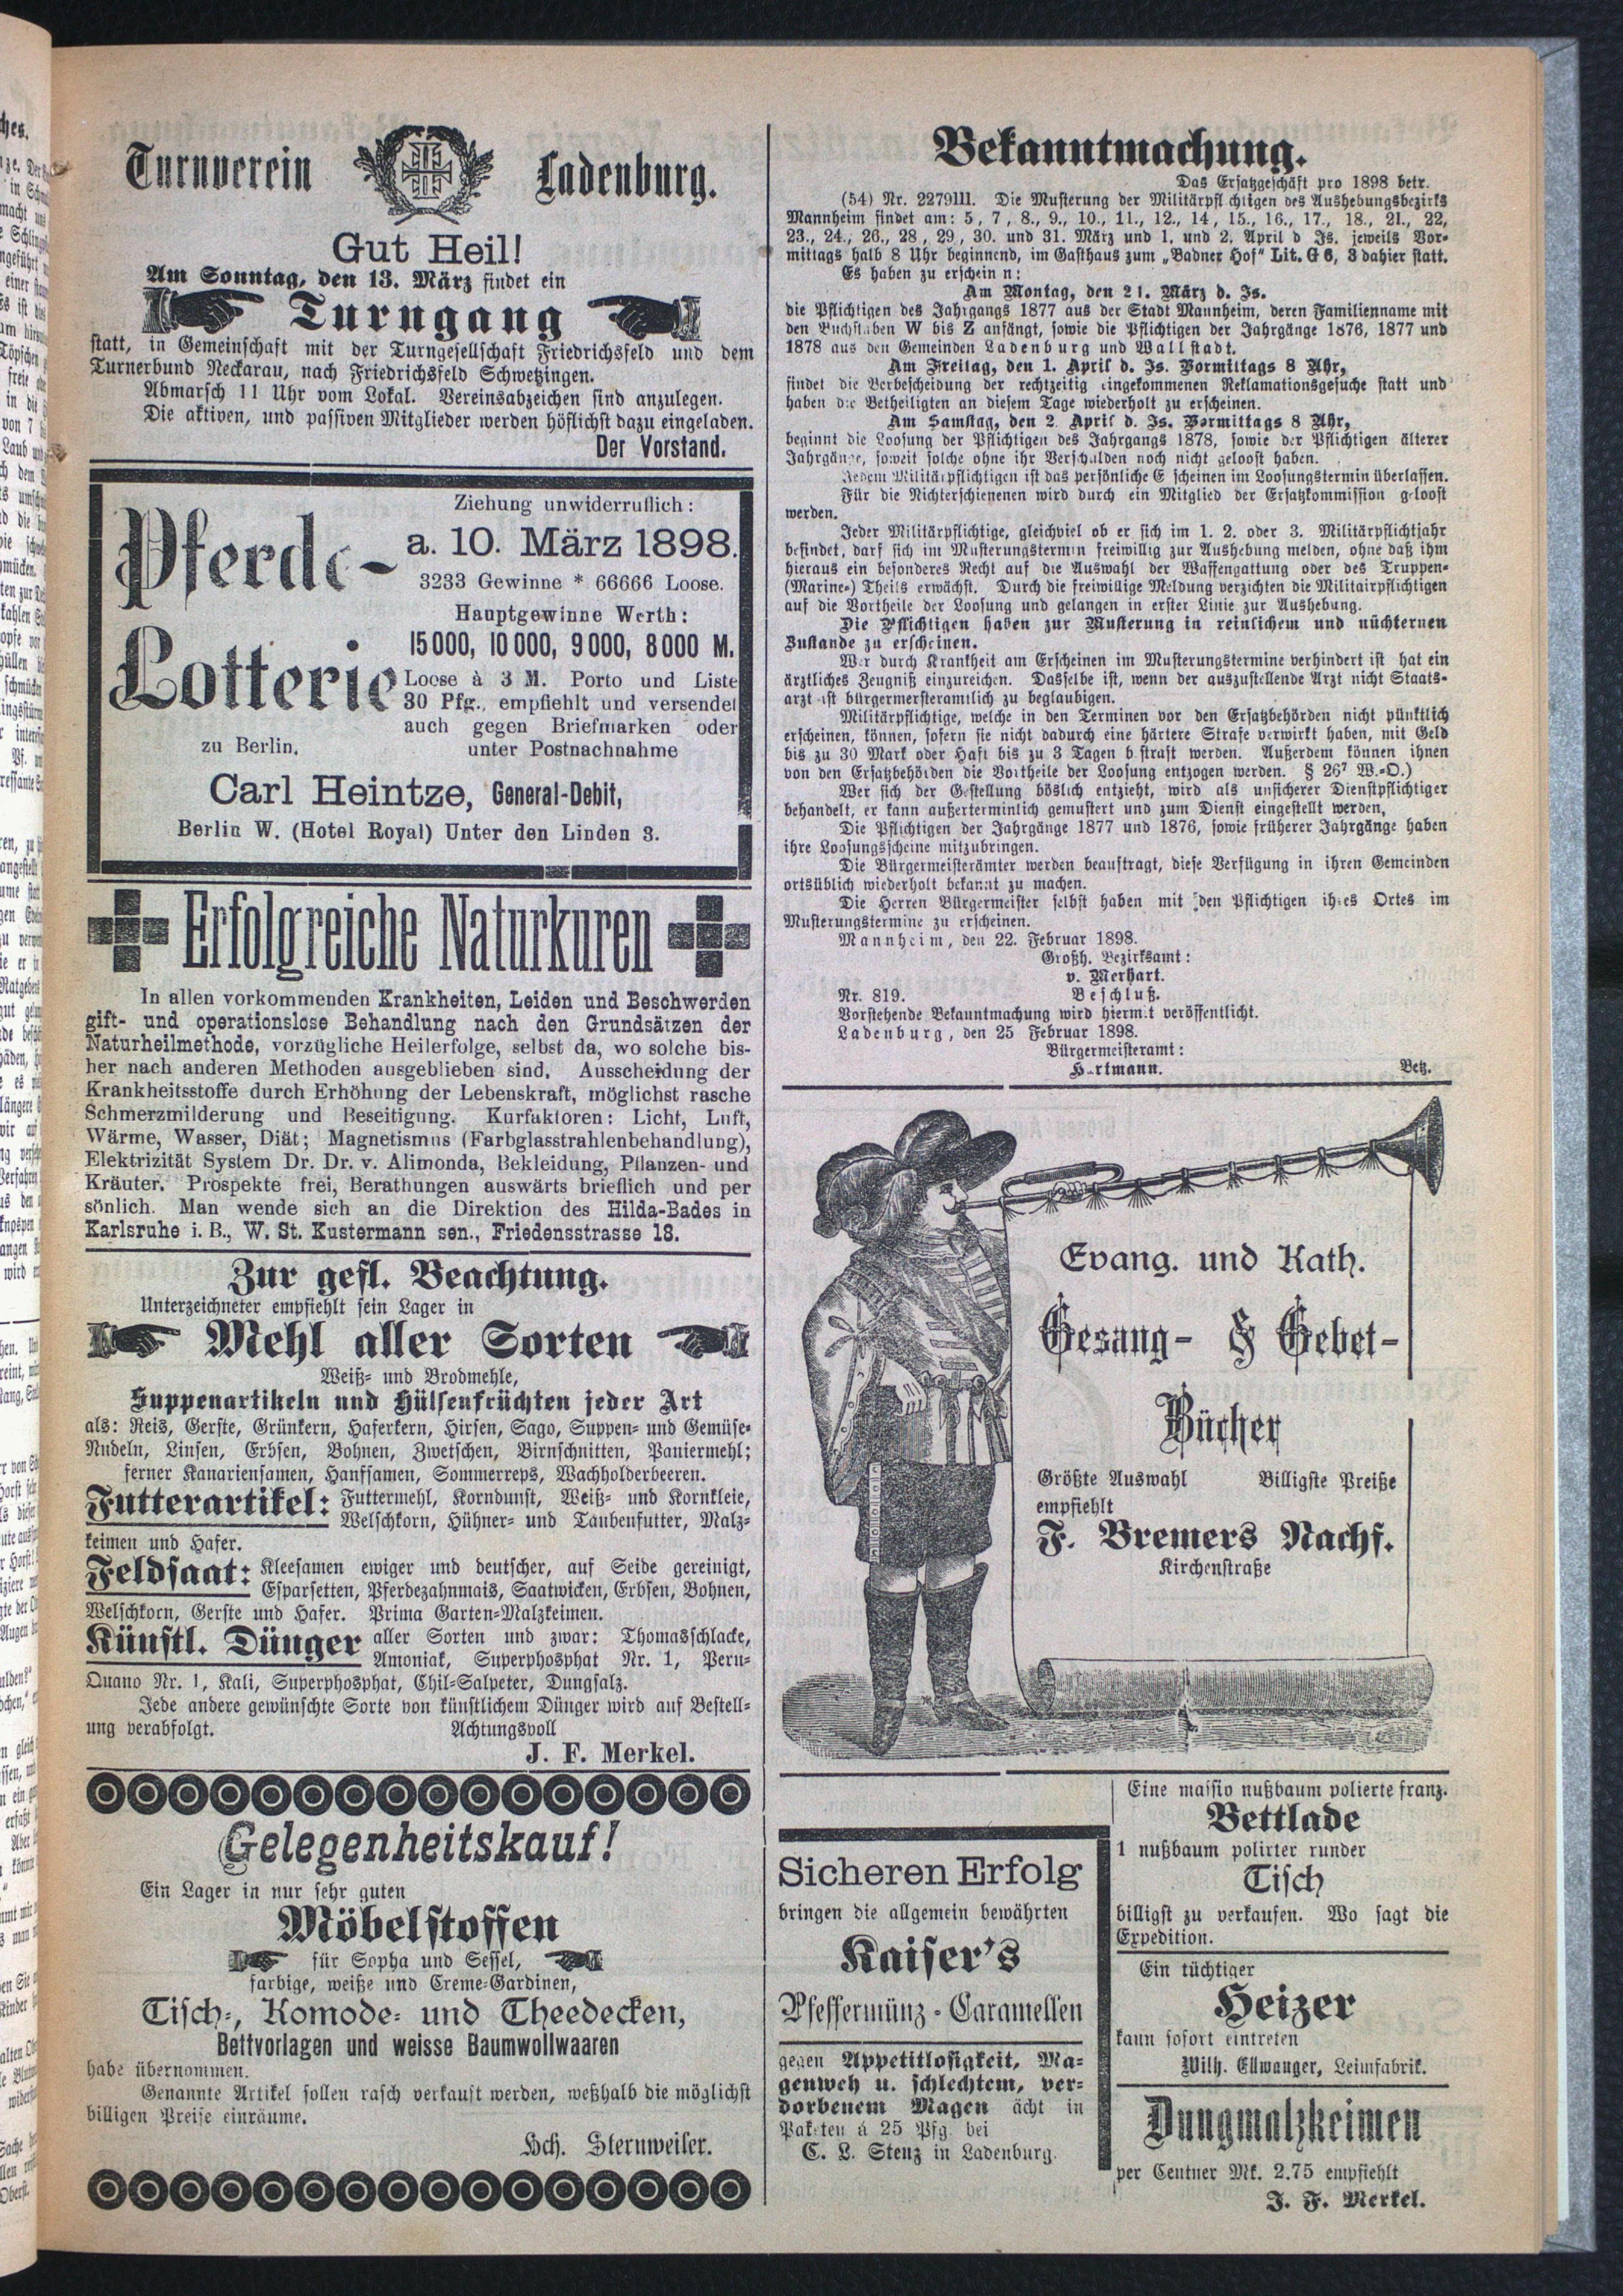 Turnverein Ladenburg.
Gut Heil!
Am Sonntag, den 13. März findet ein
Turngang
statt, in Gemeinschaft mit der Turngesellschaft Friedrichsfeld und dem
Turnerbund Neckarau, nach Friedrichsfeld Schwetzingen.
Abmarsch 11 Uhr vom Lokal. Vereinsabzeichen sind anzulegen.
Die aktiven, und passiven Mitglieder werden höflichst dazu eingeladen.
Der Vorstand.
Pferde-
Lotterie
zu Berlin.
Ziehung unwiderruflich:
a. 10. März 1898.
3233 Gewinne * 66666 Loose.
Hauptgewinne Werth:
15000, 10000, 9000, 8000 M.
Loose à 3 M. Porto und Liste
30 Pfg., empfiehlt und versendet
auch gegen Briefmarken oder
unter Postnachnahme
Carl Heintze, General-Debit,
Berlin W. (Hotel Royal) Unter den Linden 3.
Erfolgreiche Naturkuren
In allen vorkommenden Krankheiten, Leiden und Beschwerden
gift- und operationslose Behandlung nach den Grundsätzen der
Naturheilmethode, vorzügliche Heilerfolge, selbst da, wo solche bis-
her nach anderen Methoden ausgeblieben sind. Ausscheidung der
Krankheitsstoffe durch Erhöhung der Lebenskraft, möglichst rasche
Schmerzmilderung und Beseitigung. Kurfaktoren: Licht, Luft,
Wärme, Wasser, Diät; Magnetismus (Farbglasstrahlenbehandlung),
Elektrizität System Dr. Dr. v. Alimonda, Bekleidung, Pflanzen- und
Kräuter. Prospekte frei, Berathungen auswärts brieflich und per
sönlich. Man wende sich an die Direktion des Hilda-Bades in
Karlsruhe i. B., W. St. Kustermann sen., Friedensstrasse 18.
Zur gefl. Beachtung.
Unterzeichneter empfiehlt sein Lager in
Mehl aller Sorten
Weiß- und Brodmehle,
Suppenartikeln und Hülsenfrüchten jeder Art
als: Reis, Gerste, Grünkern, Haferkern, Hirsen, Sago, Suppen- und Gemüse-
Nudeln, Linsen, Erbsen, Bohnen, Zwetschen, Birnschnitten, Paniermehl;
ferner Kanariensamen, Hanfsamen, Sommerreps, Wachholderbeeren.
Futterartikel: Futtermehl, Korndunst, Weiß- und Kornkleie,
Welschkorn, Hühner- und Taubenfutter, Malz-
keimen und Hafer.
Feldsaat: Kleesamen ewiger und deutscher, auf Seide gereinigt,
Esparsetten, Pferdezahnmais, Saatwicken, Erbsen, Bohnen,
Welschkorn, Gerste und Hafer. Prima Garten-Malzkeimen.
Künstl. Dünger aller Sorten und zwar: Thomasschlacke,
Amoniak, Superphosphat Nr. 1, Peru-
Quano Nr. 1, Kali, Superphosphat, Chil-Salpeter, Dungsalz.
Jede andere gewünschte Sorte von künstlichem Dünger wird auf Bestell-
ung verabfolgt. Achtungsvoll
J. F. Merkel.
Gelegenheitskauf!
Ein Lager in nur sehr guten
Möbelstoffen
für Sopha und Sessel,
farbige, weiße und Creme-Gardinen,
Tisch-, Komode- und Theedecken,
Bettvorlagen und weisse Baumwollwaaren
habe übernommen.
Genannte Artikel sollen rasch verkauft werden, weßhalb die möglichst
billigen Preise einräume.
Hch. Sternweiler.
Bekanntmachung.
Das Ersatzgeschäft pro 1898 betr.
(54) Nr. 2279III. Die Musterung der Militärpfl chtigen des Aushebungsbezirks
Mannheim findet am: 5, 7, 8., 9., 10., 11., 12., 14, 15., 16., 17., 18., 21., 22,
23., 24., 26., 28, 29, 30. und 31. März und 1. und 2. April d Js. jeweils Vor-
mittags halb 8 Uhr beginnend, im Gasthaus zum „Badner Hof“ Lit. G 6, 3 dahier statt.
Es haben zu erschein n:
Am Montag, den 21. März d. Js.
die Pflichtigen des Jahrgangs 1877 aus der Stadt Mannheim, deren Familienname mit
den Buchstaben W bis Z anfängt, sowie die Pflichtigen der Jahrgänge 1876, 1877 und
1878 aus den Gemeinden Ladenburg und Wallstadt.
Am Freitag, den 1. April d. Js. Vormittags 8 Uhr,
findet die Verbescheidung der rechtzeitig eingekommenen Reklamationsgesuche statt und
haben die Betheiligten an diesem Tage wiederholt zu erscheinen.
Am Samstag, den 2 April d. Js. Vormittags 8 Uhr,
beginnt die Loosung der Pflichtigen des Jahrgangs 1878, sowie der Pflichtigen älterer
Jahrgänge, soweit solche ohne ihr Verschulden noch nicht geloost haben.
Jedem Militärpflichtigen ist das persönliche E scheinen im Loosungstermin überlassen.
Für die Nichterschienenen wird durch ein Mitglied der Ersatzkommission geloost
werden.
Jeder Militärpflichtige, gleichviel ob er sich im 1. 2. oder 3. Militärpflichtjahr
befindet, darf sich im Musterungstermin freiwillig zur Aushebung melden, ohne daß ihm
hieraus ein besonderes Recht auf die Auswahl der Waffengattung oder des Truppen-
(Marine-) Theils erwächst. Durch die freiwillige Meldung verzichten die Militairpflichtigen
auf die Vortheile der Loosung und gelangen in erster Linie zur Aushebung.
Die Pflichtigen haben zur Musterung in reinlichem und nüchternen
Zustande zu erscheinen.
Wer durch Krankheit am Erscheinen im Musterungstermine verhindert ist hat ein
ärztliches Zeugniß einzureichen. Dasselbe ist, wenn der auszustellende Arzt nicht Staats-
arzt ist bürgermeisteramtlich zu beglaubigen.
Militärpflichtige, welche in den Terminen vor den Ersatzbehörden nicht pünktlich
erscheinen, können, sofern sie nicht dadurch eine härtere Strafe verwirkt haben, mit Geld
bis zu 30 Mark oder Haft bis zu 3 Tagen b straft werden. Außerdem können ihnen
von den Ersatzbehörden die Vortheile der Loosung entzogen werden. § 26⁷ W.-O.)
Wer sich der Gestellung böslich entzieht, wird als unsicherer Dienstpflichtiger
behandelt, er kann außerterminlich gemustert und zum Dienst eingestellt werden,
Die Pflichtigen der Jahrgänge 1877 und 1876, sowie früherer Jahrgänge haben
ihre Loosungsscheine mitzubringen.
Die Bürgermeisterämter werden beauftragt, diese Verfügung in ihren Gemeinden
ortsüblich wiederholt bekannt zu machen.
Die Herren Bürgermeister selbst haben mit den Pflichtigen ihres Ortes im
Musterungstermine zu erscheinen.
Mannheim, den 22. Februar 1898.
Großh. Bezirksamt:
v. Merhart.
Nr. 819. Beschluß.
Vorstehende Bekanntmachung wird hiermit veröffentlicht.
Ladenburg, den 25 Februar 1898.
Bürgermeisteramt:
Hartmann. Betz.
Evang. und Kath.
Gesang- & Gebet-
Bücher
Größte Auswahl Billigste Preiße
empfiehlt
F. Bremers Nachf.
Kirchenstraße
Sicheren Erfolg
bringen die allgemein bewährten
Kaiser's
Pfeffermünz-Caramellen
gegen Appetitlosigkeit, Ma-
genweh u. schlechtem, ver-
dorbenem Magen ächt in
Paketen á 25 Pfg. bei
C. L. Stenz in Ladenburg.
Eine massio nußbaum polierte franz.
Bettlade
1 nußbaum polirter runder
Tisch
billigst zu verkaufen. Wo sagt die
Expedition.
Ein tüchtiger
Heizer
kann sofort eintreten
Wilh. Ellwanger, Leimfabrik.
Dungmalzkeimen
per Centner Mk. 2.75 empfiehlt
J. F. Merkel.